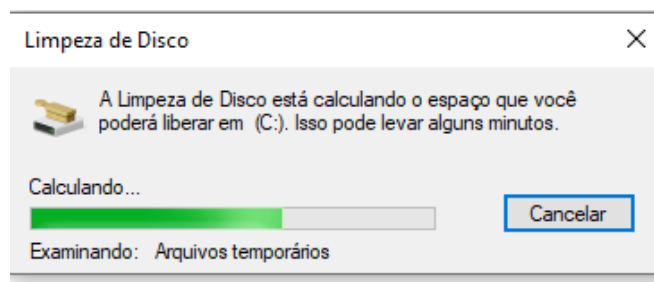 Limpeza de Disco
A Limpeza de Disco está calculando o espaço que você
poderá liberar em  (C:). Isso pode levar alguns minutos.
Calculando...
Cancelar
Examinando:   Arquivos temporários